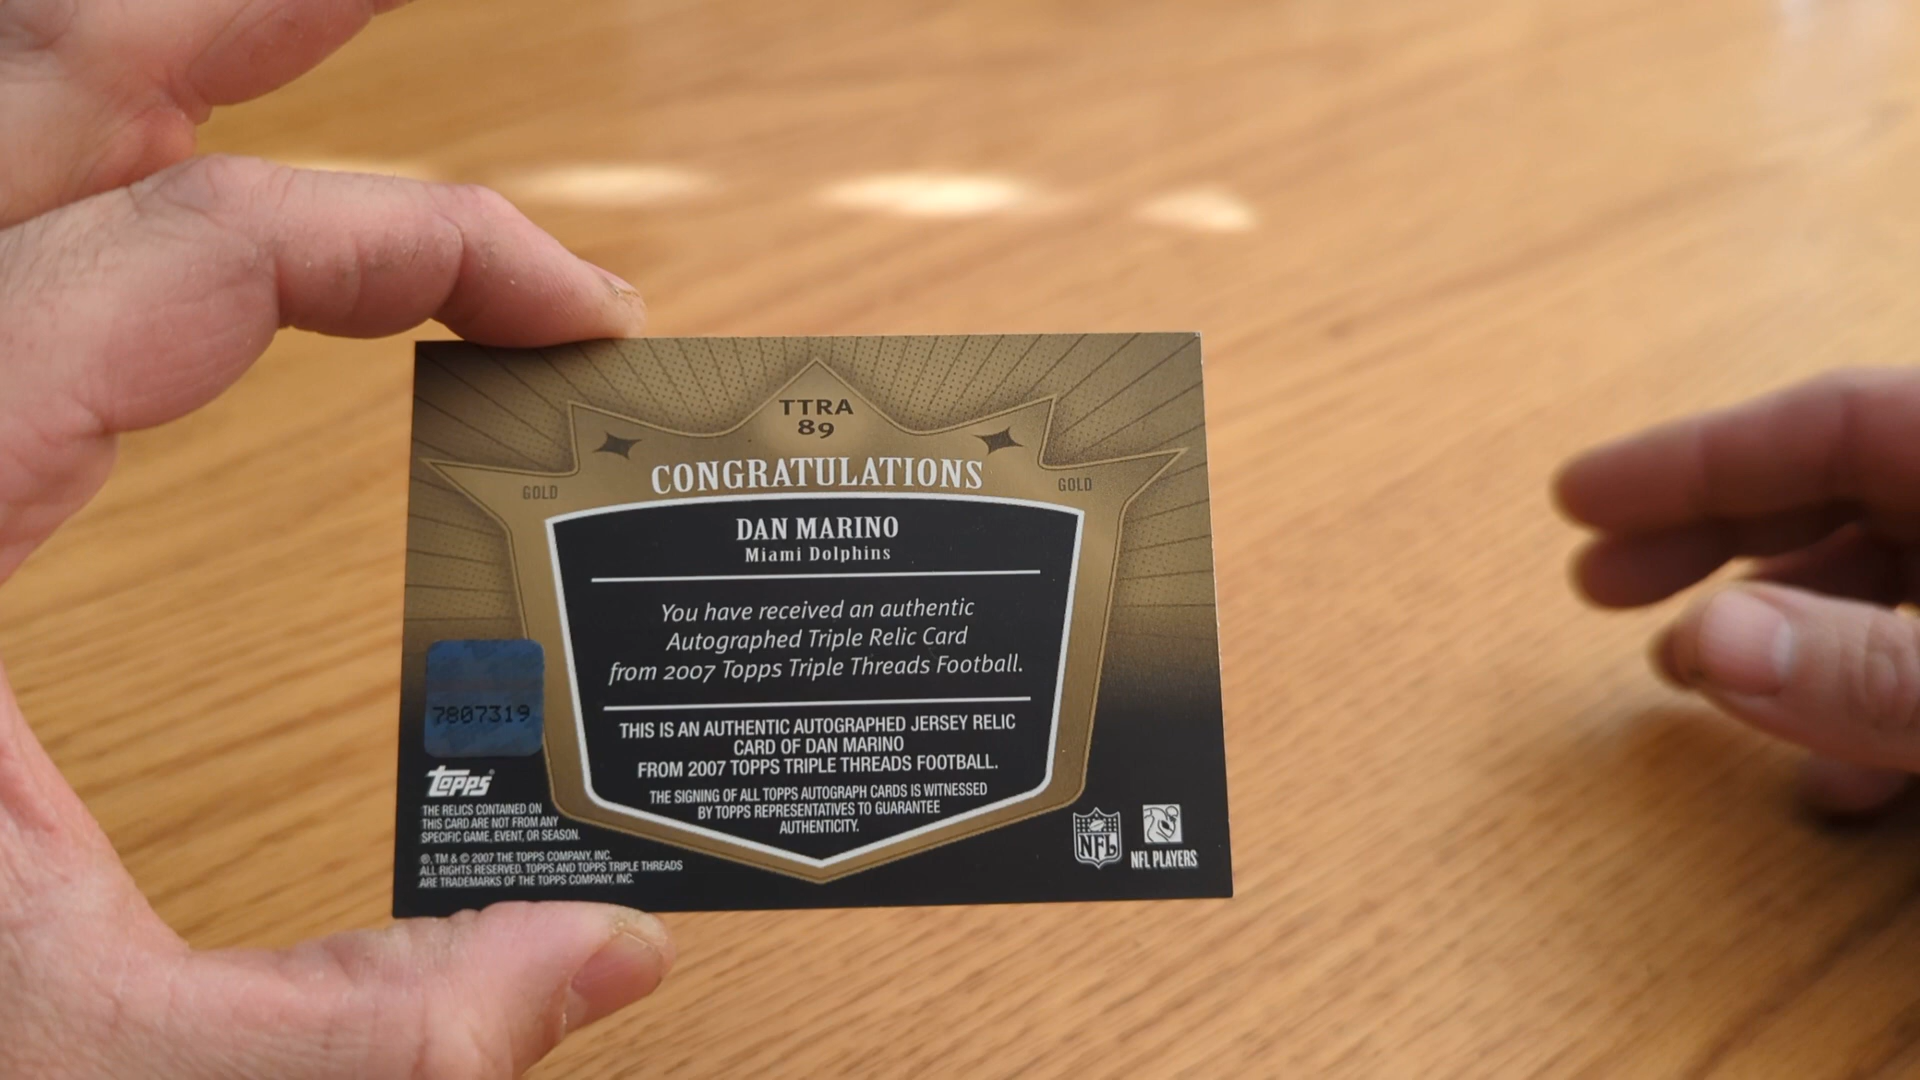 TTRA
89
CONGRATULATIONS
GOLD
GOLD
DAN MARINO
Miami Dolphins
You have received an authentic
Autographed Triple Relic Card
from 2007 Topps Triple Threads Football.
THIS IS AN AUTHENTIC AUTOGRAPHED JERSEY RELIC
CARD OF DAN MARINO
FROM 2007 TOPPS TRIPLE THREADS FOOTBALL.
THE SIGNING OF ALL TOPPS AUTOGRAPH CARDS IS WITNESSED
BY TOPPS REPRESENTATIVES TO GUARANTEE
AUTHENTICITY.
7807319
topps®
THE RELICS CONTAINED ON
THIS CARD ARE NOT FROM ANY
SPECIFIC GAME, EVENT, OR SEASON.
®, TM & © 2007 THE TOPPS COMPANY, INC.
ALL RIGHTS RESERVED. TOPPS AND TOPPS TRIPLE THREADS
ARE TRADEMARKS OF THE TOPPS COMPANY, INC.
NFL
NFL PLAYERS